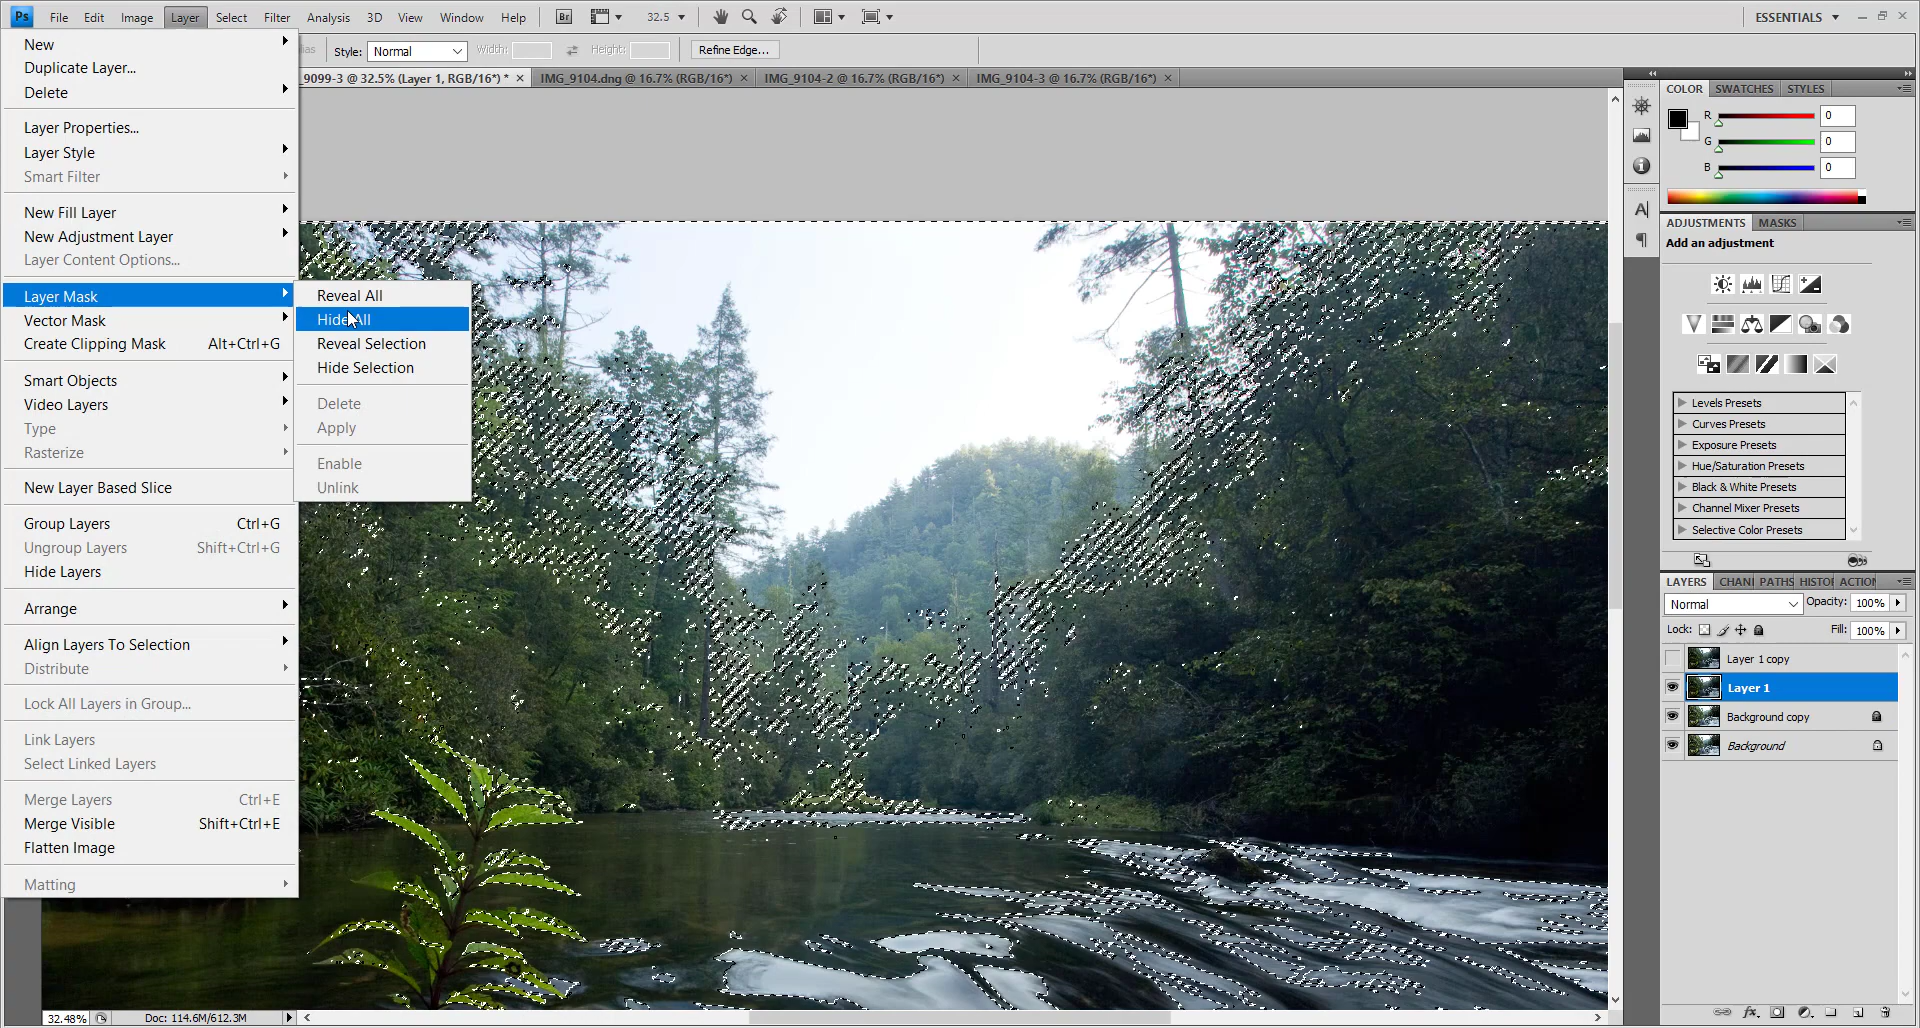 Ps File Edit Image Layer Select Filter Analysis 3D View Window Help Br 32.5 ESSENTIALS
Style: Normal Width: Height: Refine Edge...
_9099-3 @ 32.5% (Layer 1, RGB/16*) * × IMG_9104.dng @ 16.7% (RGB/16*) × IMG_9104-2 @ 16.7% (RGB/16*) × IMG_9104-3 @ 16.7% (RGB/16*) ×
New
Duplicate Layer...
Delete
Layer Properties...
Layer Style
Smart Filter
New Fill Layer
New Adjustment Layer
Layer Content Options...
Layer Mask
Vector Mask
Create Clipping Mask Alt+Ctrl+G
Smart Objects
Video Layers
Type
Rasterize
New Layer Based Slice
Group Layers Ctrl+G
Ungroup Layers Shift+Ctrl+G
Hide Layers
Arrange
Align Layers To Selection
Distribute
Lock All Layers in Group...
Link Layers
Select Linked Layers
Merge Layers Ctrl+E
Merge Visible Shift+Ctrl+E
Flatten Image
Matting
Reveal All
Hide All
Reveal Selection
Hide Selection
Delete
Apply
Enable
Unlink
COLOR SWATCHES STYLES
R 0
G 0
B 0
ADJUSTMENTS MASKS
Add an adjustment
Levels Presets
Curves Presets
Exposure Presets
Hue/Saturation Presets
Black & White Presets
Channel Mixer Presets
Selective Color Presets
LAYERS CHANI PATHS HISTOI ACTION
Normal Opacity: 100%
Lock: Fill: 100%
Layer 1 copy
Layer 1
Background copy
Background
fx
32.48% Doc: 114.6M/612.3M